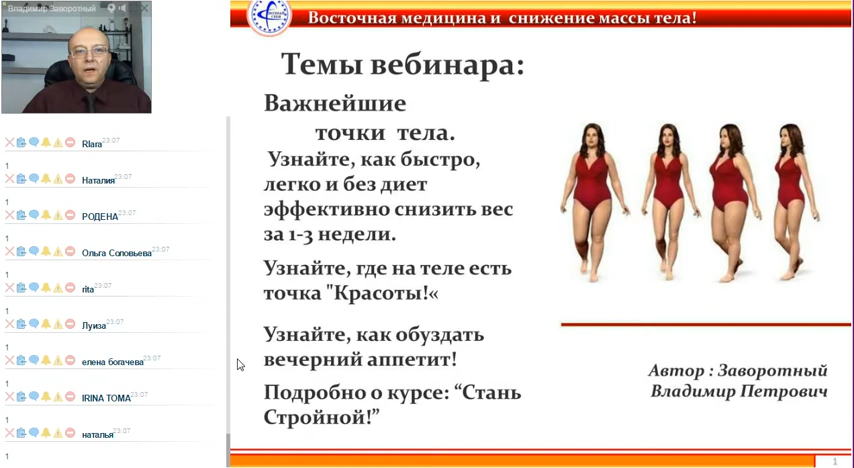 Владимир Заворотный
Rlara 23:07
1
Наталия 23:07
1
РОДЕНА 23:07
1
Ольга Соловьева 23:07
1
rita 23:07
1
Луиза 23:07
1
елена богачева 23:07
1
IRINA TOMA 23:07
1
наталья 23:07
1
Восточная медицина и снижение массы тела!
Темы вебинара:
Важнейшие
точки тела.
Узнайте, как быстро,
легко и без диет
эффективно снизить вес
за 1-3 недели.
Узнайте, где на теле есть
точка "Красоты!«
Узнайте, как обуздать
вечерний аппетит!
Подробно о курсе: “Стань
Стройной!”
Автор : Заворотный
Владимир Петрович
1